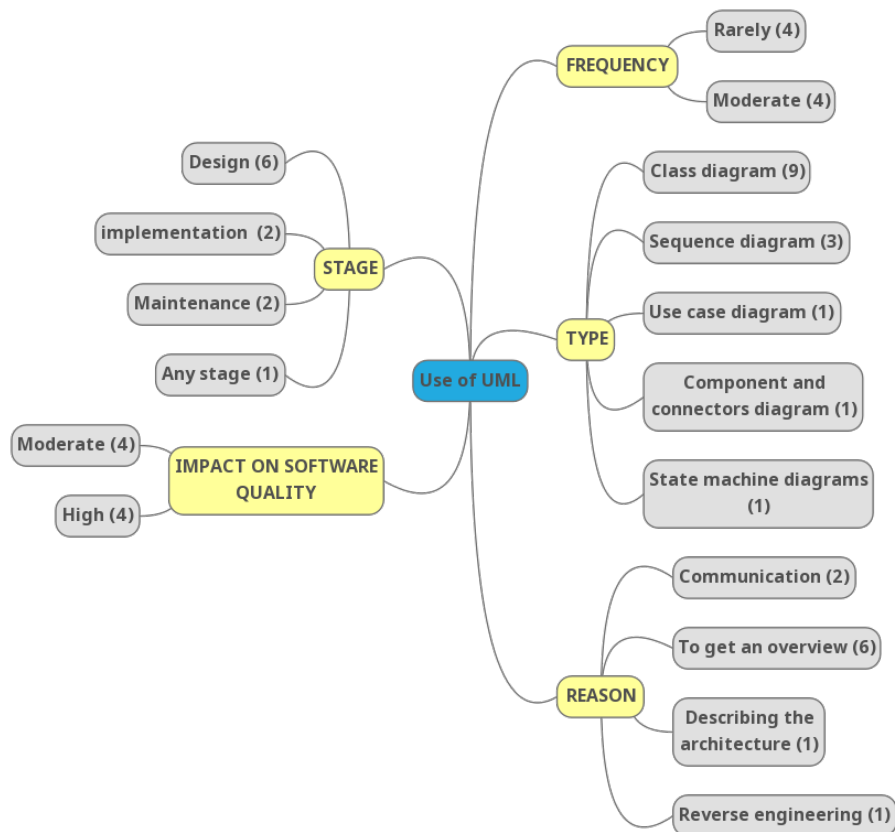 Use of UML
FREQUENCY
Rarely (4)
Moderate (4)
TYPE
Class diagram (9)
Sequence diagram (3)
Use case diagram (1)
Component and
connectors diagram (1)
State machine diagrams
(1)
REASON
Communication (2)
To get an overview (6)
Describing the
architecture (1)
Reverse engineering (1)
STAGE
Design (6)
implementation (2)
Maintenance (2)
Any stage (1)
IMPACT ON SOFTWARE
QUALITY
Moderate (4)
High (4)